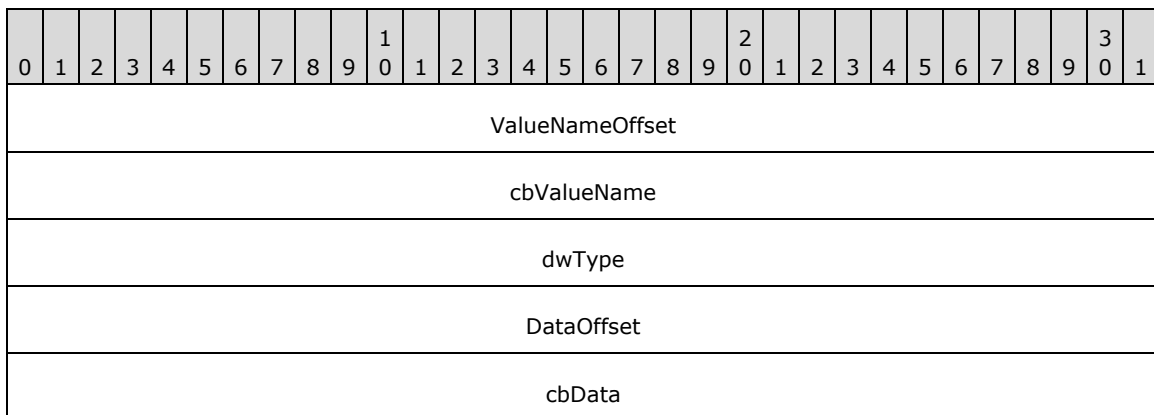 1 2 3
0 1 2 3 4 5 6 7 8 9 0 1 2 3 4 5 6 7 8 9 0 1 2 3 4 5 6 7 8 9 0 1
ValueNameOffset
cbValueName
dwType
DataOffset
cbData